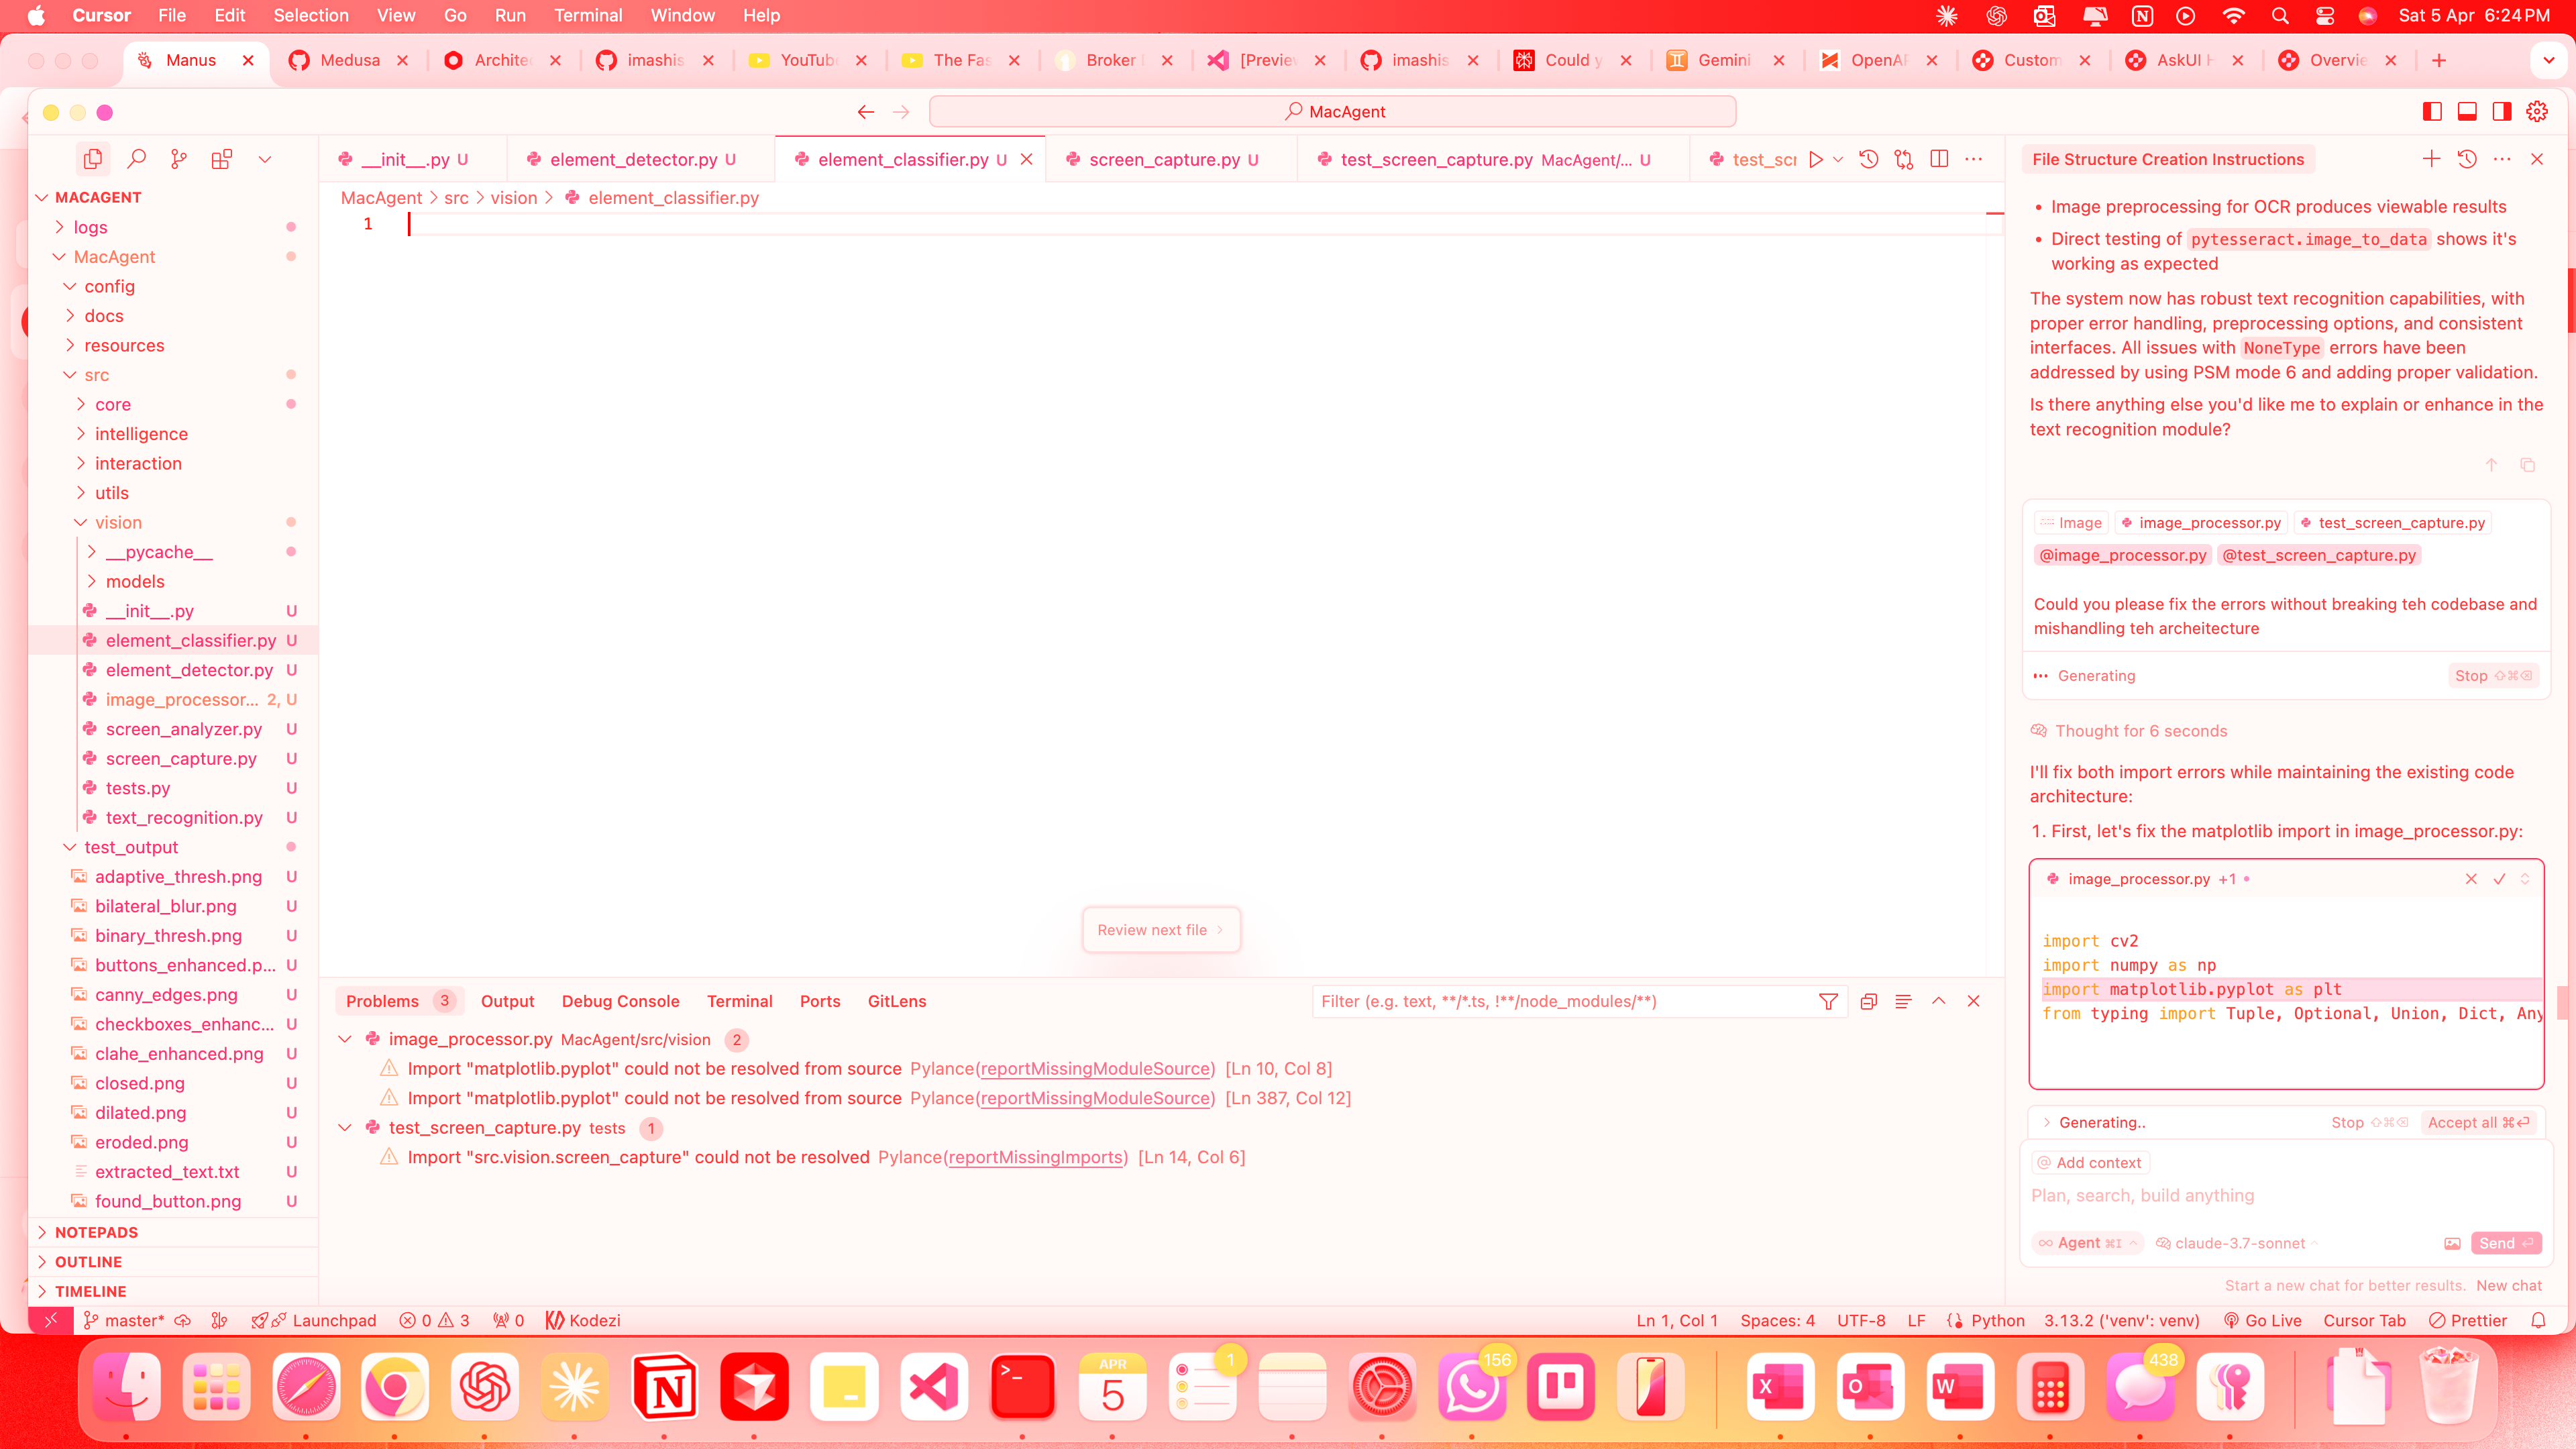 Cursor File Edit Selection View Go Run Terminal Window Help
Sat 5 Apr 6:24 PM
Manus Medusa Archite imashis YouTub The Fas Broker [Previe imashis Could y Gemini OpenAP Custom AskUI H Overvie
MacAgent
__init__.py U element_detector.py U element_classifier.py U screen_capture.py U test_screen_capture.py MacAgent/... U test_scr
MacAgent > src > vision > element_classifier.py
1
MACAGENT
logs
MacAgent
config
docs
resources
src
core
intelligence
interaction
utils
vision
__pycache__
models
__init__.py U
element_classifier.py U
element_detector.py U
image_processor... 2, U
screen_analyzer.py U
screen_capture.py U
tests.py U
text_recognition.py U
test_output
adaptive_thresh.png U
bilateral_blur.png U
binary_thresh.png U
buttons_enhanced.p... U
canny_edges.png U
checkboxes_enhanc... U
clahe_enhanced.png U
closed.png U
dilated.png U
eroded.png U
extracted_text.txt U
found_button.png U
NOTEPADS
OUTLINE
TIMELINE
Review next file
Problems 3 Output Debug Console Terminal Ports GitLens
Filter (e.g. text, **/*.ts, !**/node_modules/**)
image_processor.py MacAgent/src/vision 2
Import "matplotlib.pyplot" could not be resolved from source Pylance(reportMissingModuleSource) [Ln 10, Col 8]
Import "matplotlib.pyplot" could not be resolved from source Pylance(reportMissingModuleSource) [Ln 387, Col 12]
test_screen_capture.py tests 1
Import "src.vision.screen_capture" could not be resolved Pylance(reportMissingImports) [Ln 14, Col 6]
File Structure Creation Instructions
• Image preprocessing for OCR produces viewable results
• Direct testing of pytesseract.image_to_data shows it's
working as expected
The system now has robust text recognition capabilities, with
proper error handling, preprocessing options, and consistent
interfaces. All issues with NoneType errors have been
addressed by using PSM mode 6 and adding proper validation.
Is there anything else you'd like me to explain or enhance in the
text recognition module?
Image image_processor.py test_screen_capture.py
@image_processor.py @test_screen_capture.py
Could you please fix the errors without breaking teh codebase and
mishandling teh archeitecture
Generating
Stop ⇧⌘⌫
Thought for 6 seconds
I'll fix both import errors while maintaining the existing code
architecture:
1. First, let's fix the matplotlib import in image_processor.py:
image_processor.py +1
import cv2
import numpy as np
import matplotlib.pyplot as plt
from typing import Tuple, Optional, Union, Dict, Any
Generating.. Stop ⇧⌘⌫ Accept all ⌘⏎
@ Add context
Plan, search, build anything
Agent ⌘I claude-3.7-sonnet Send ⏎
Start a new chat for better results. New chat
master* Launchpad 0 3 0 Kodezi
Ln 1, Col 1 Spaces: 4 UTF-8 LF Python 3.13.2 ('venv': venv) Go Live Cursor Tab Prettier
APR
5
1
156
438